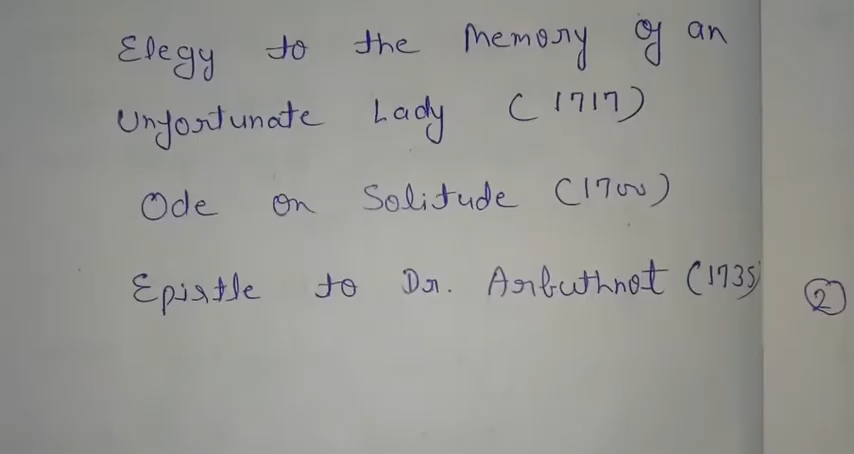 Elegy to the Memory of an
Unfortunate Lady (1717)
Ode on Solitude (1700)
Epistle to Dr. Arbuthnot (1735)
2